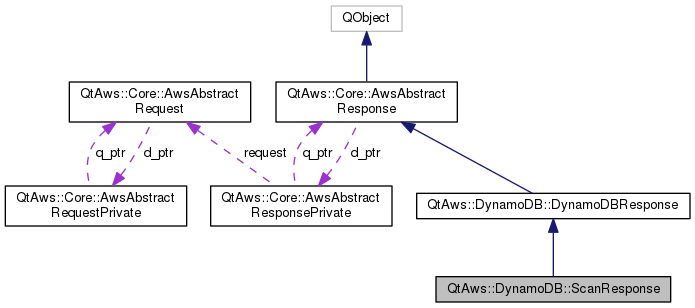 QObject
QtAws::Core::AwsAbstract
Request
QtAws::Core::AwsAbstract
Response
q_ptr
d_ptr
request
q_ptr
d_ptr
QtAws::Core::AwsAbstract
RequestPrivate
QtAws::Core::AwsAbstract
ResponsePrivate
QtAws::DynamoDB::DynamoDBResponse
QtAws::DynamoDB::ScanResponse